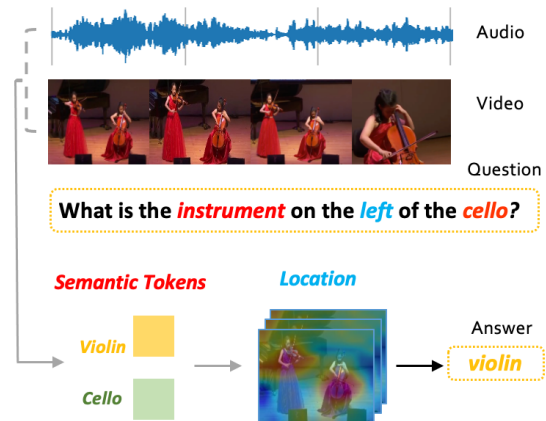 Audio
Video
Question
What is the instrument on the left of the cello?
Semantic Tokens
Location
Violin
Cello
Answer
violin